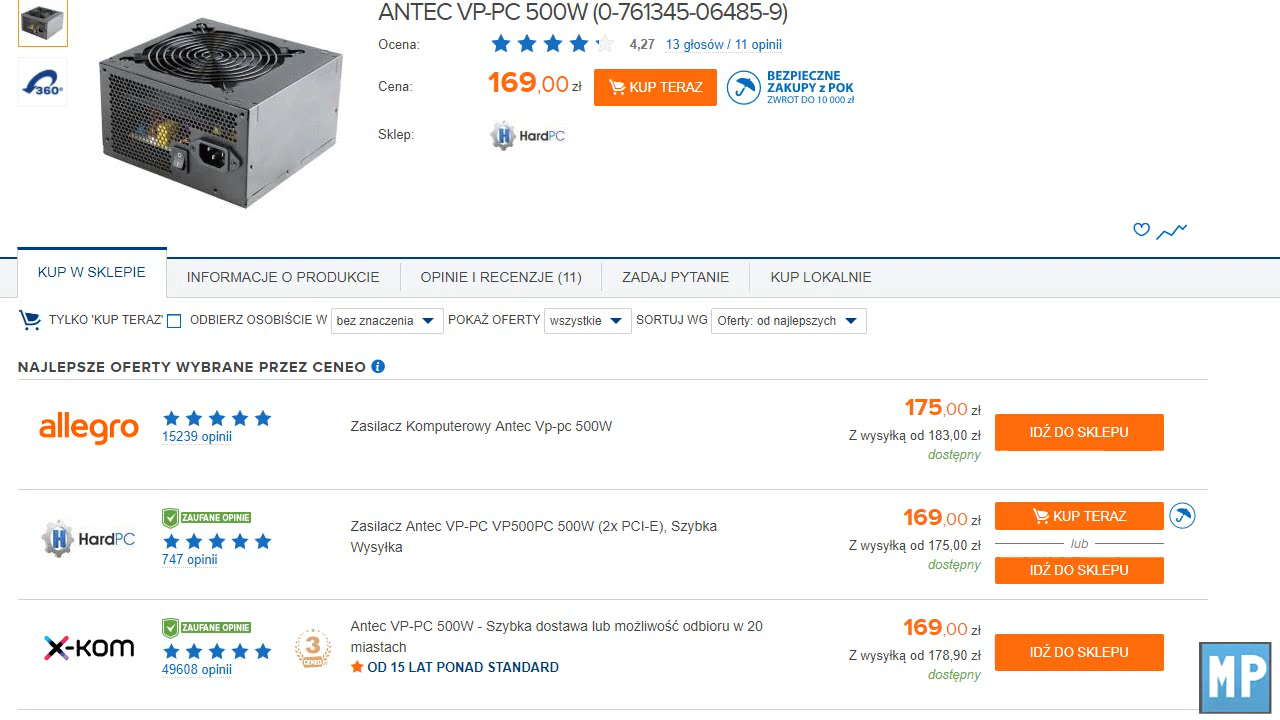 ANTEC VP-PC 500W (0-761345-06485-9)
Ocena:
4,27 13 głosów / 11 opinii
Cena:
169,00 zł
KUP TERAZ
BEZPIECZNE
ZAKUPY z POK
ZWROT DO 10 000 zł
360°
Sklep:
H HardPC
KUP W SKLEPIE
INFORMACJE O PRODUKCIE
OPINIE I RECENZJE (11)
ZADAJ PYTANIE
KUP LOKALNIE
TYLKO 'KUP TERAZ' ODBIERZ OSOBIŚCIE W bez znaczenia POKAŻ OFERTY wszystkie SORTUJ WG Oferty: od najlepszych
NAJLEPSZE OFERTY WYBRANE PRZEZ CENEO i
allegro
15239 opinii
Zasilacz Komputerowy Antec Vp-pc 500W
175,00 zł
Z wysyłką od 183,00 zł
dostępny
IDŹ DO SKLEPU
H HardPC
ZAUFANE OPINIE
747 opinii
Zasilacz Antec VP-PC VP500PC 500W (2x PCI-E), Szybka
Wysyłka
169,00 zł
Z wysyłką od 175,00 zł
dostępny
KUP TERAZ
lub
IDŹ DO SKLEPU
X-KOM
ZAUFANE OPINIE
49608 opinii
3
CENEO
Antec VP-PC 500W - Szybka dostawa lub możliwość odbioru w 20
miastach
OD 15 LAT PONAD STANDARD
169,00 zł
Z wysyłką od 178,90 zł
dostępny
IDŹ DO SKLEPU
MP